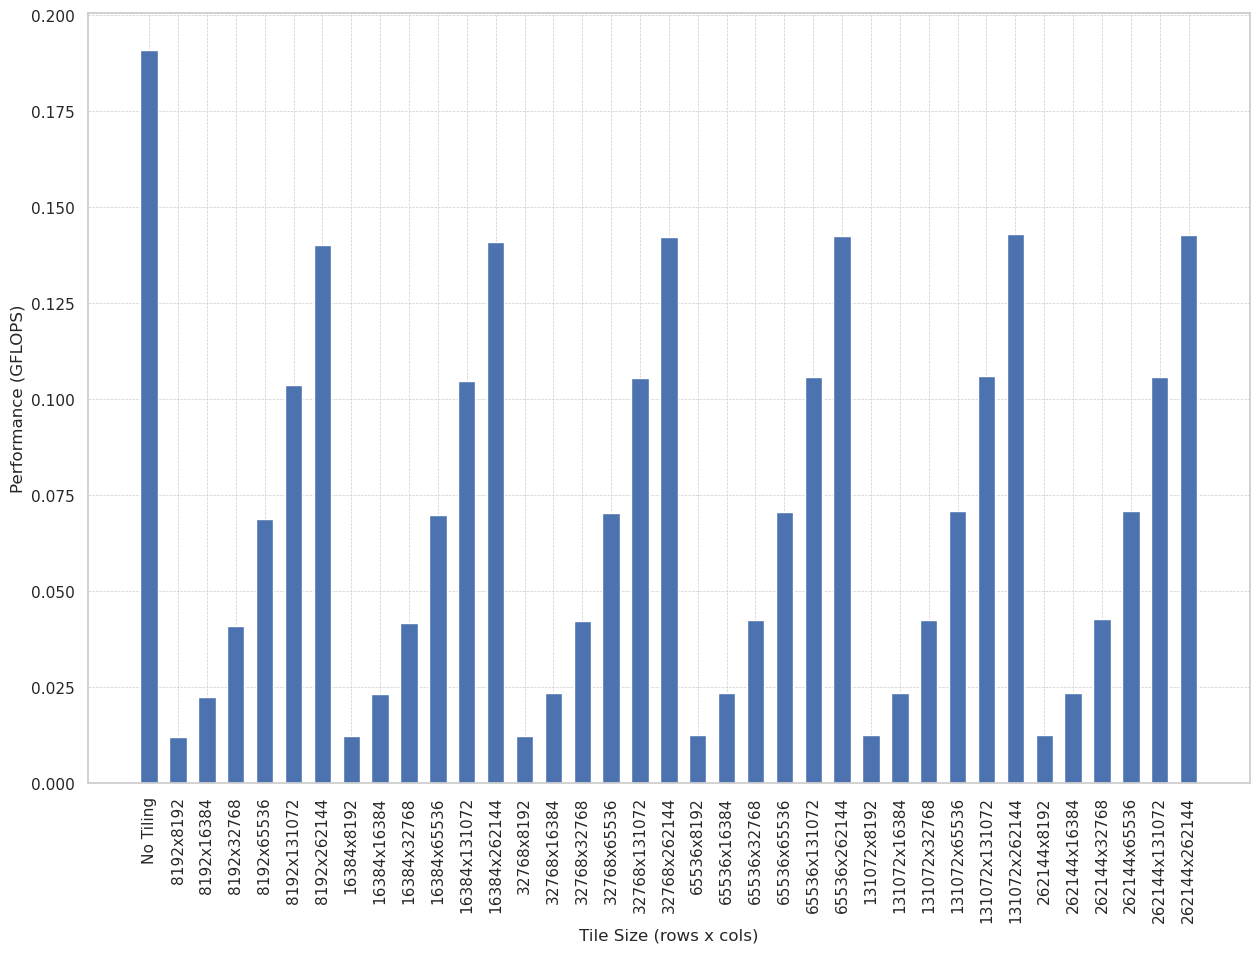 0.200
0.175
0.150
0.125
0.100
0.075
0.050
0.025
0.000
Performance (GFLOPS)
No Tiling
8192x8192
8192x16384
8192x32768
8192x65536
8192x131072
8192x262144
16384x8192
16384x16384
16384x32768
16384x65536
16384x131072
16384x262144
32768x8192
32768x16384
32768x32768
32768x65536
32768x131072
32768x262144
65536x8192
65536x16384
65536x32768
65536x65536
65536x131072
65536x262144
131072x8192
131072x16384
131072x32768
131072x65536
131072x131072
131072x262144
262144x8192
262144x16384
262144x32768
262144x65536
262144x131072
262144x262144
Tile Size (rows x cols)